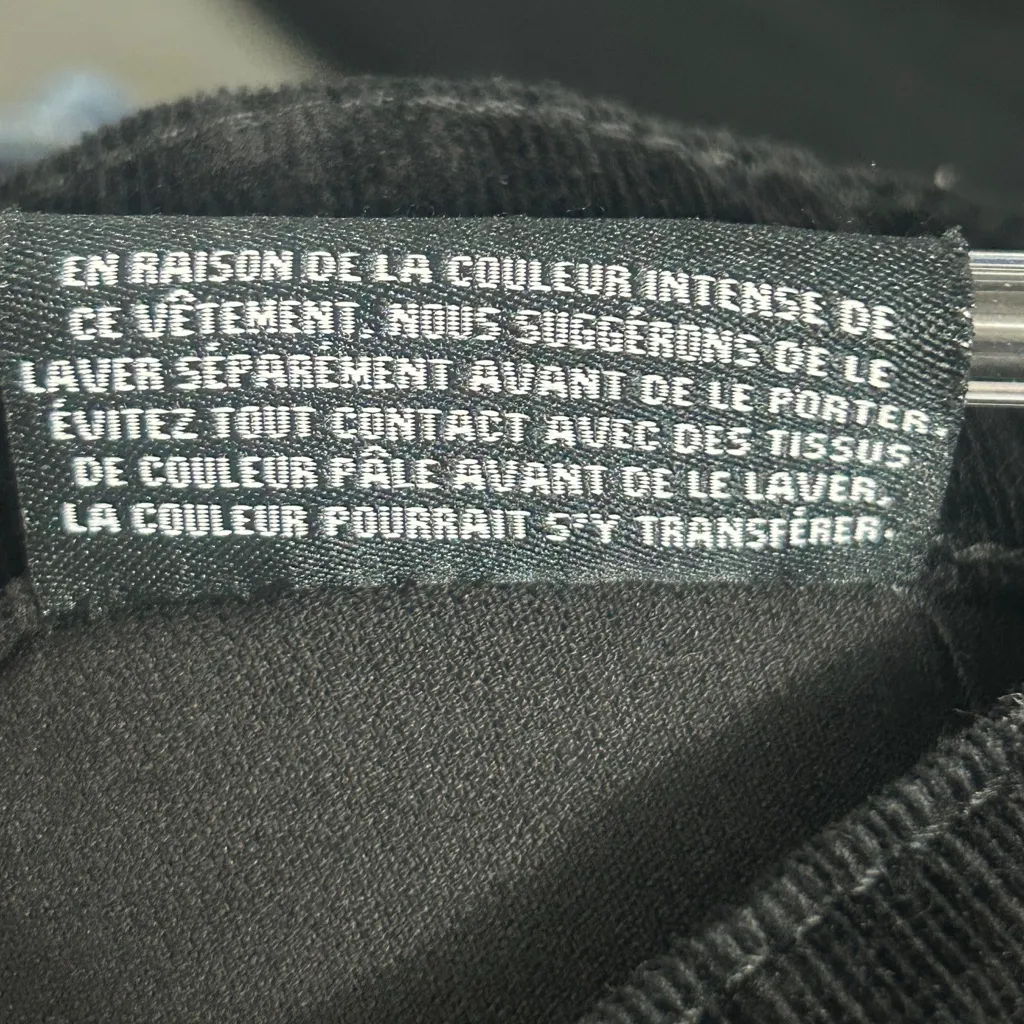 EN RAISON DE LA COULEUR INTENSE DE
CE VÊTEMENT, NOUS SUGGÉRONS DE LE
LAVER SÉPARÉMENT AVANT DE LE PORTER.
ÉVITEZ TOUT CONTACT AVEC DES TISSUS
DE COULEUR PÂLE AVANT DE LE LAVER.
LA COULEUR POURRAIT S'Y TRANSFÉRER.